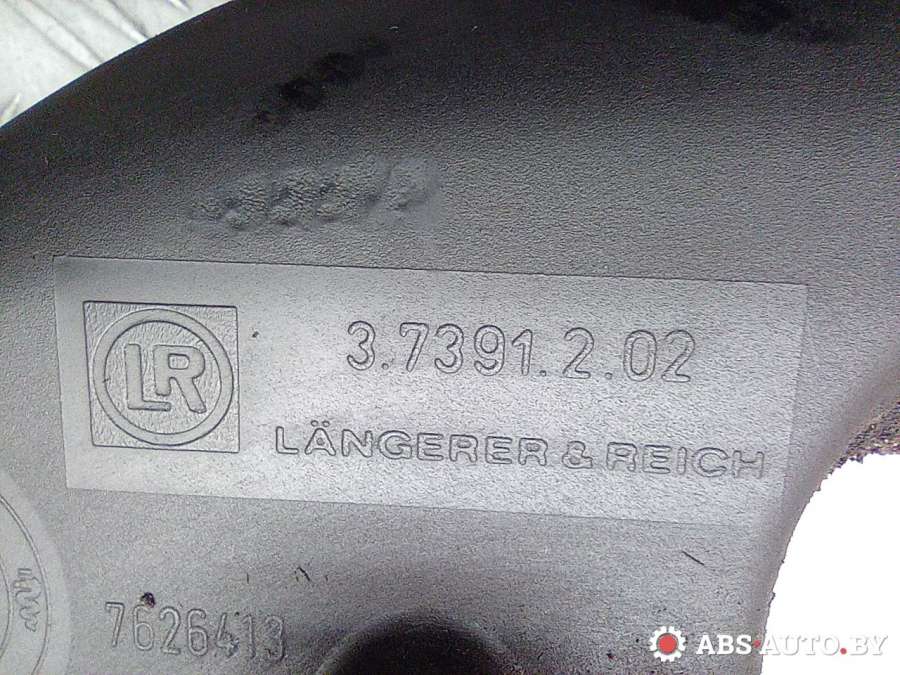 LR
3.7391.2.02
LÄNGERER & REICH
7626413
ABS-AUTO.BY